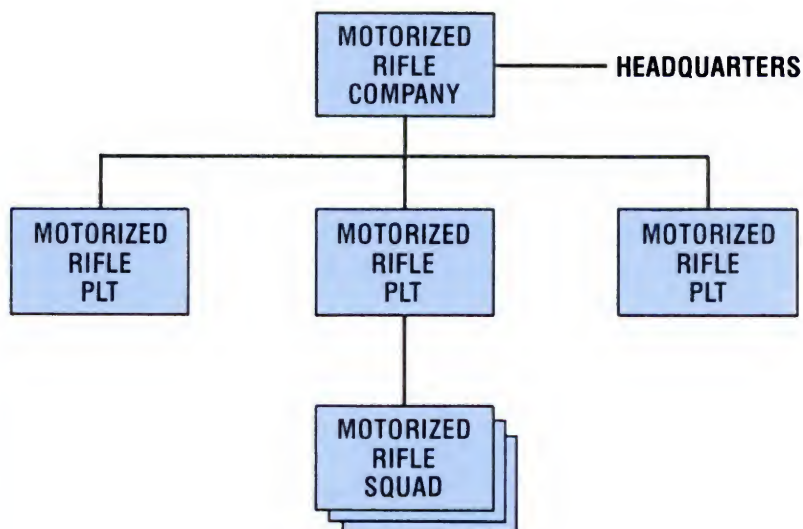 MOTORIZED
RIFLE
COMPANY
HEADQUARTERS
MOTORIZED
RIFLE
PLT
MOTORIZED
RIFLE
PLT
MOTORIZED
RIFLE
PLT
MOTORIZED
RIFLE
SQUAD